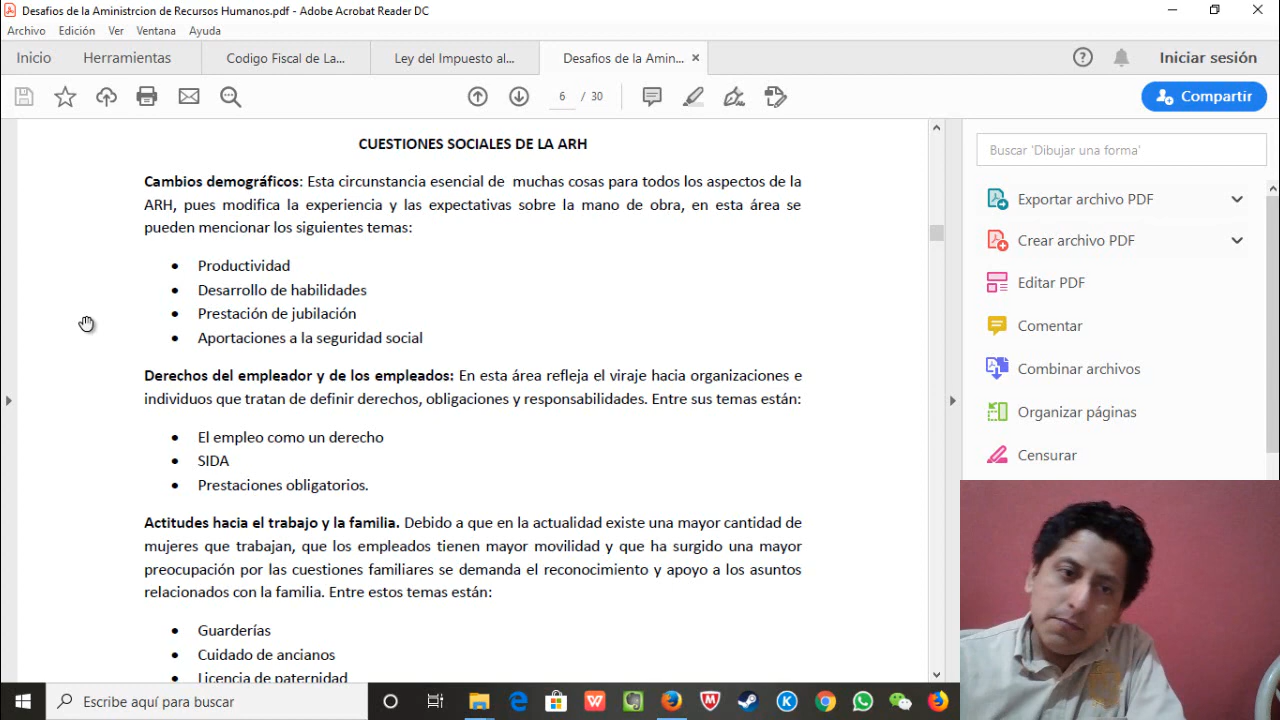 Desafios de la Aministrcion de Recursos Humanos.pdf - Adobe Acrobat Reader DC
Archivo Edición Ver Ventana Ayuda
Inicio Herramientas Codigo Fiscal de La... Ley del Impuesto al... Desafios de la Amin... × Iniciar sesión
6 / 30 Compartir
CUESTIONES SOCIALES DE LA ARH
Cambios demográficos: Esta circunstancia esencial de muchas cosas para todos los aspectos de la
ARH, pues modifica la experiencia y las expectativas sobre la mano de obra, en esta área se
pueden mencionar los siguientes temas:
• Productividad
• Desarrollo de habilidades
• Prestación de jubilación
• Aportaciones a la seguridad social
Derechos del empleador y de los empleados: En esta área refleja el viraje hacia organizaciones e
individuos que tratan de definir derechos, obligaciones y responsabilidades. Entre sus temas están:
• El empleo como un derecho
• SIDA
• Prestaciones obligatorios.
Actitudes hacia el trabajo y la familia. Debido a que en la actualidad existe una mayor cantidad de
mujeres que trabajan, que los empleados tienen mayor movilidad y que ha surgido una mayor
preocupación por las cuestiones familiares se demanda el reconocimiento y apoyo a los asuntos
relacionados con la familia. Entre estos temas están:
• Guarderías
• Cuidado de ancianos
• Licencia de paternidad
Buscar 'Dibujar una forma'
Exportar archivo PDF
Crear archivo PDF
Editar PDF
Comentar
Combinar archivos
Organizar páginas
Censurar
Escribe aquí para buscar